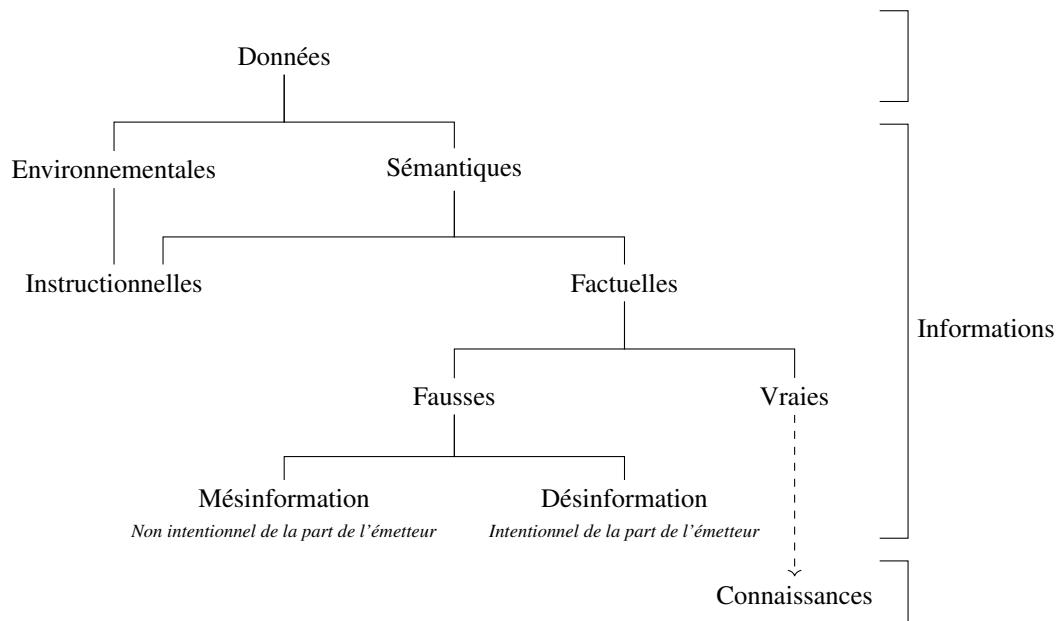 Données
Environnementales
Sémantiques
Instructionnelles
Factuelles
Informations
Fausses
Vraies
Mésinformation
Désinformation
Non intentionnel de la part de l'émetteur
Intentionnel de la part de l'émetteur
Connaissances